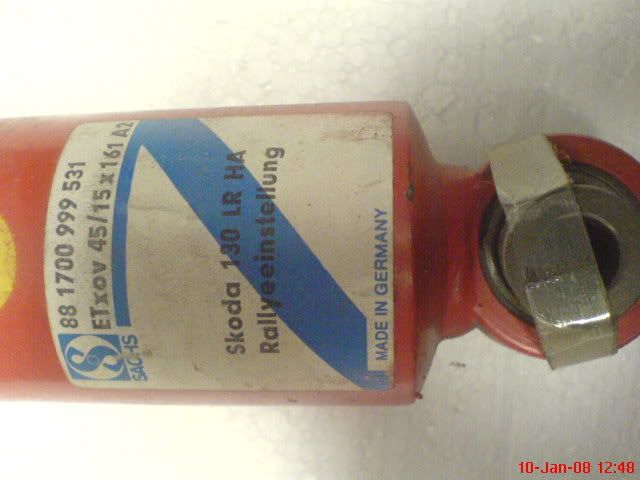 88 1700 999 531
ETxov 45/15x161 A2
SACHS
Skoda 130 LR HA
Rallyeeinstellung
MADE IN GERMANY
10-Jan-08 12:48